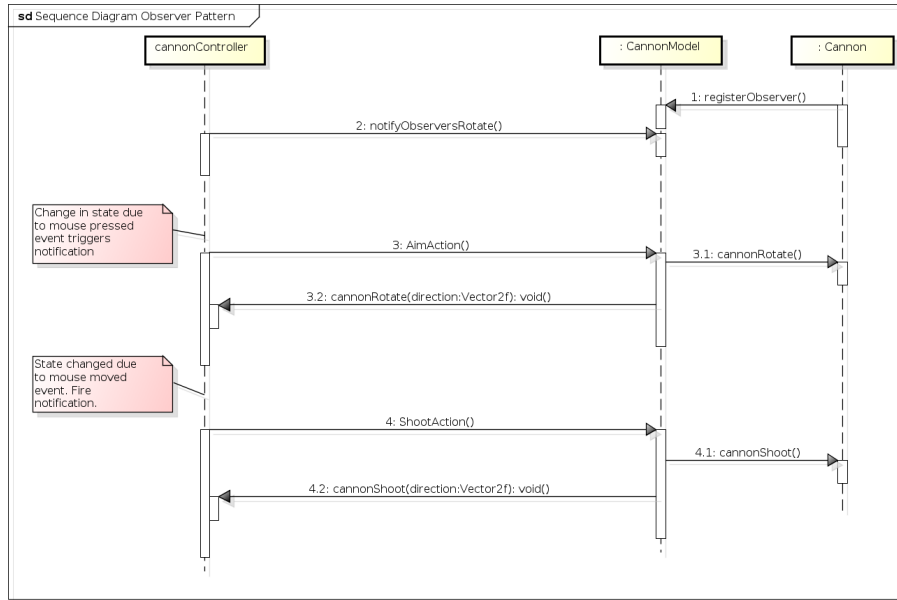 sd Sequence Diagram Observer Pattern
cannonController
: CannonModel
: Cannon
1: registerObserver()
2: notifyObserversRotate()
Change in state due
to mouse pressed
event triggers
notification
3: AimAction()
3.1: cannonRotate()
3.2: cannonRotate(direction:Vector2f): void()
State changed due
to mouse moved
event. Fire
notification.
4: ShootAction()
4.1: cannonShoot()
4.2: cannonShoot(direction:Vector2f): void()